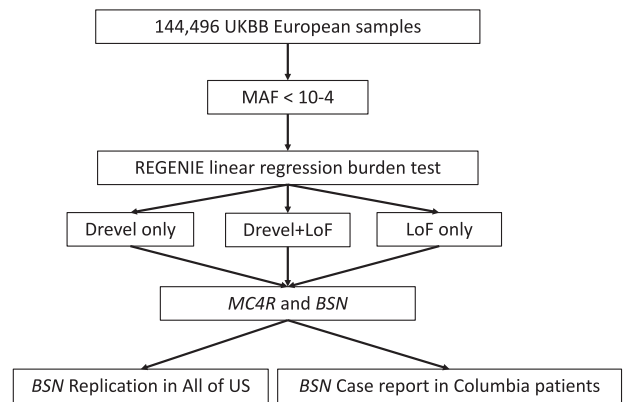 144,496 UKBB European samples
MAF < 10-4
REGENIE linear regression burden test
Drevel only
Drevel+LoF
LoF only
MC4R and BSN
BSN Replication in All of US
BSN Case report in Columbia patients